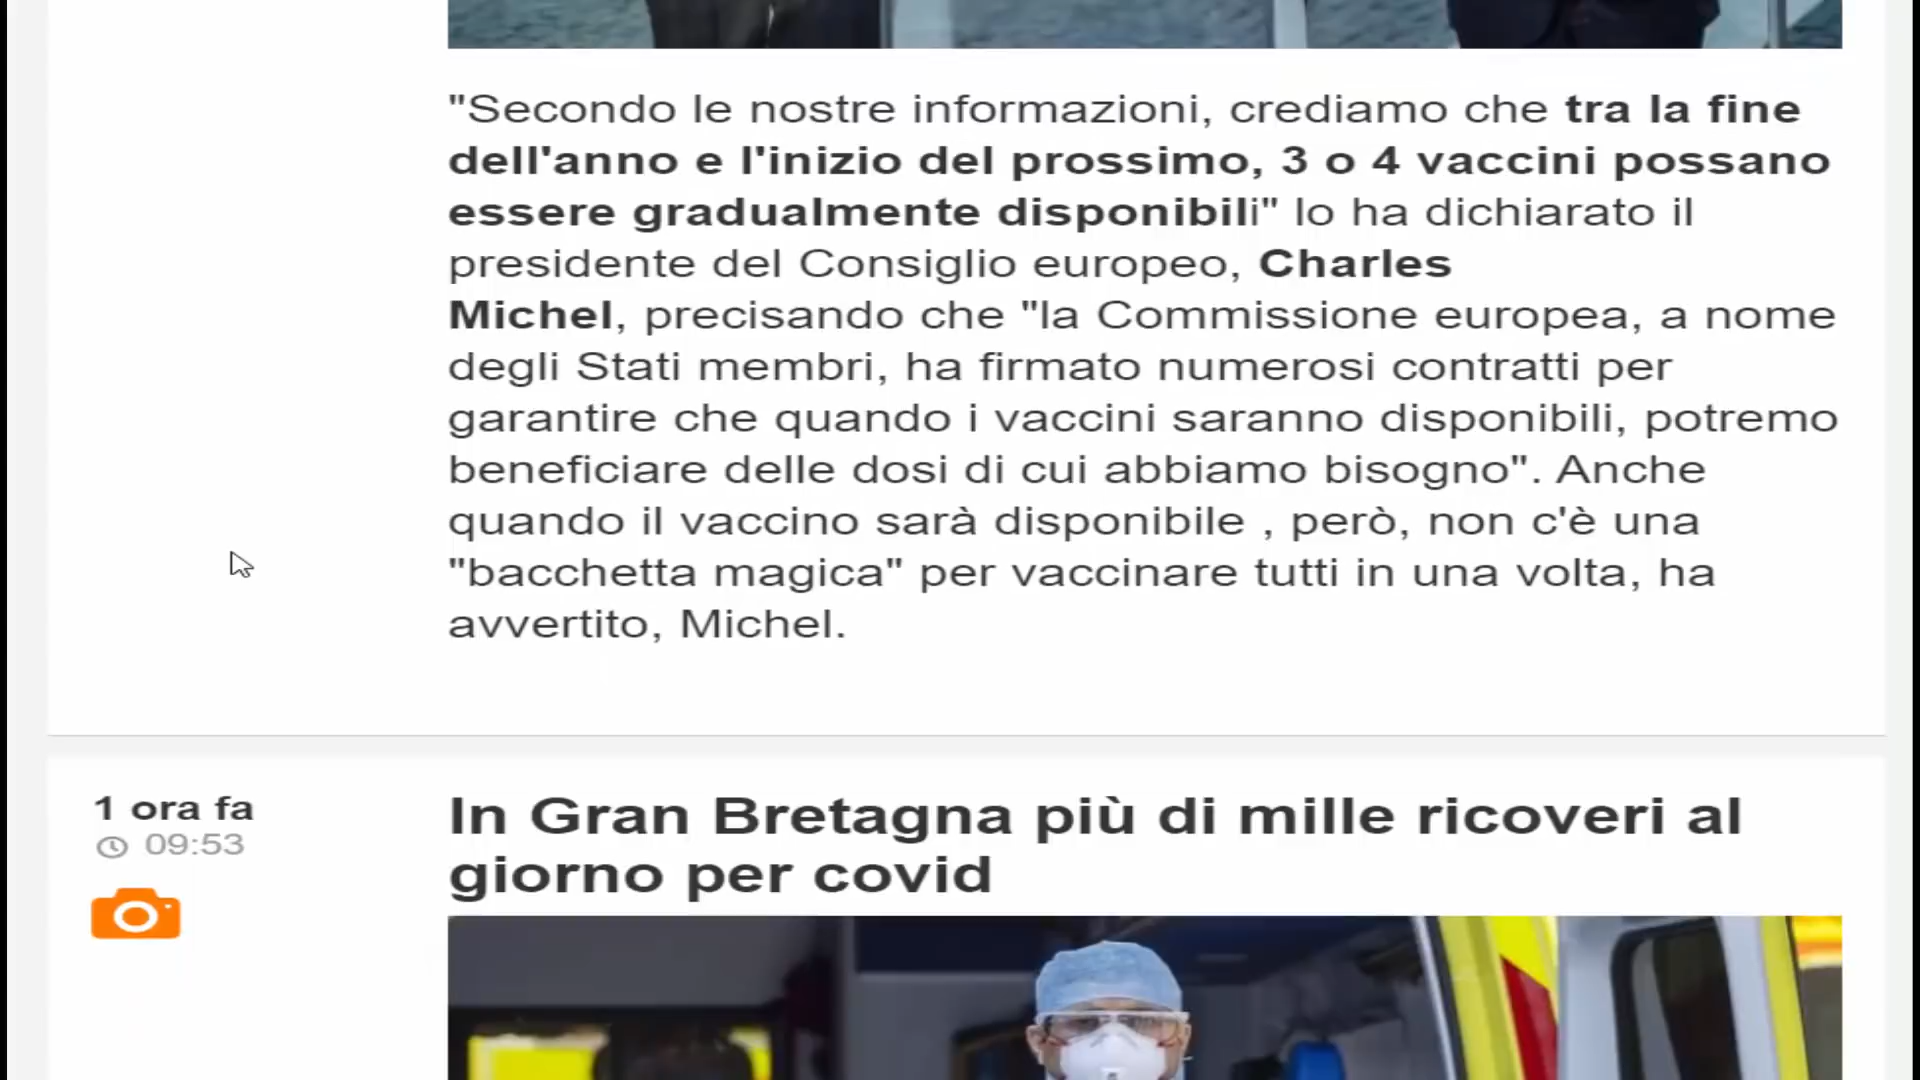 "Secondo le nostre informazioni, crediamo che tra la fine
dell'anno e l'inizio del prossimo, 3 o 4 vaccini possano
essere gradualmente disponibili" lo ha dichiarato il
presidente del Consiglio europeo, Charles
Michel, precisando che "la Commissione europea, a nome
degli Stati membri, ha firmato numerosi contratti per
garantire che quando i vaccini saranno disponibili, potremo
beneficiare delle dosi di cui abbiamo bisogno". Anche
quando il vaccino sarà disponibile , però, non c'è una
"bacchetta magica" per vaccinare tutti in una volta, ha
avvertito, Michel.
1 ora fa
09:53
In Gran Bretagna più di mille ricoveri al
giorno per covid